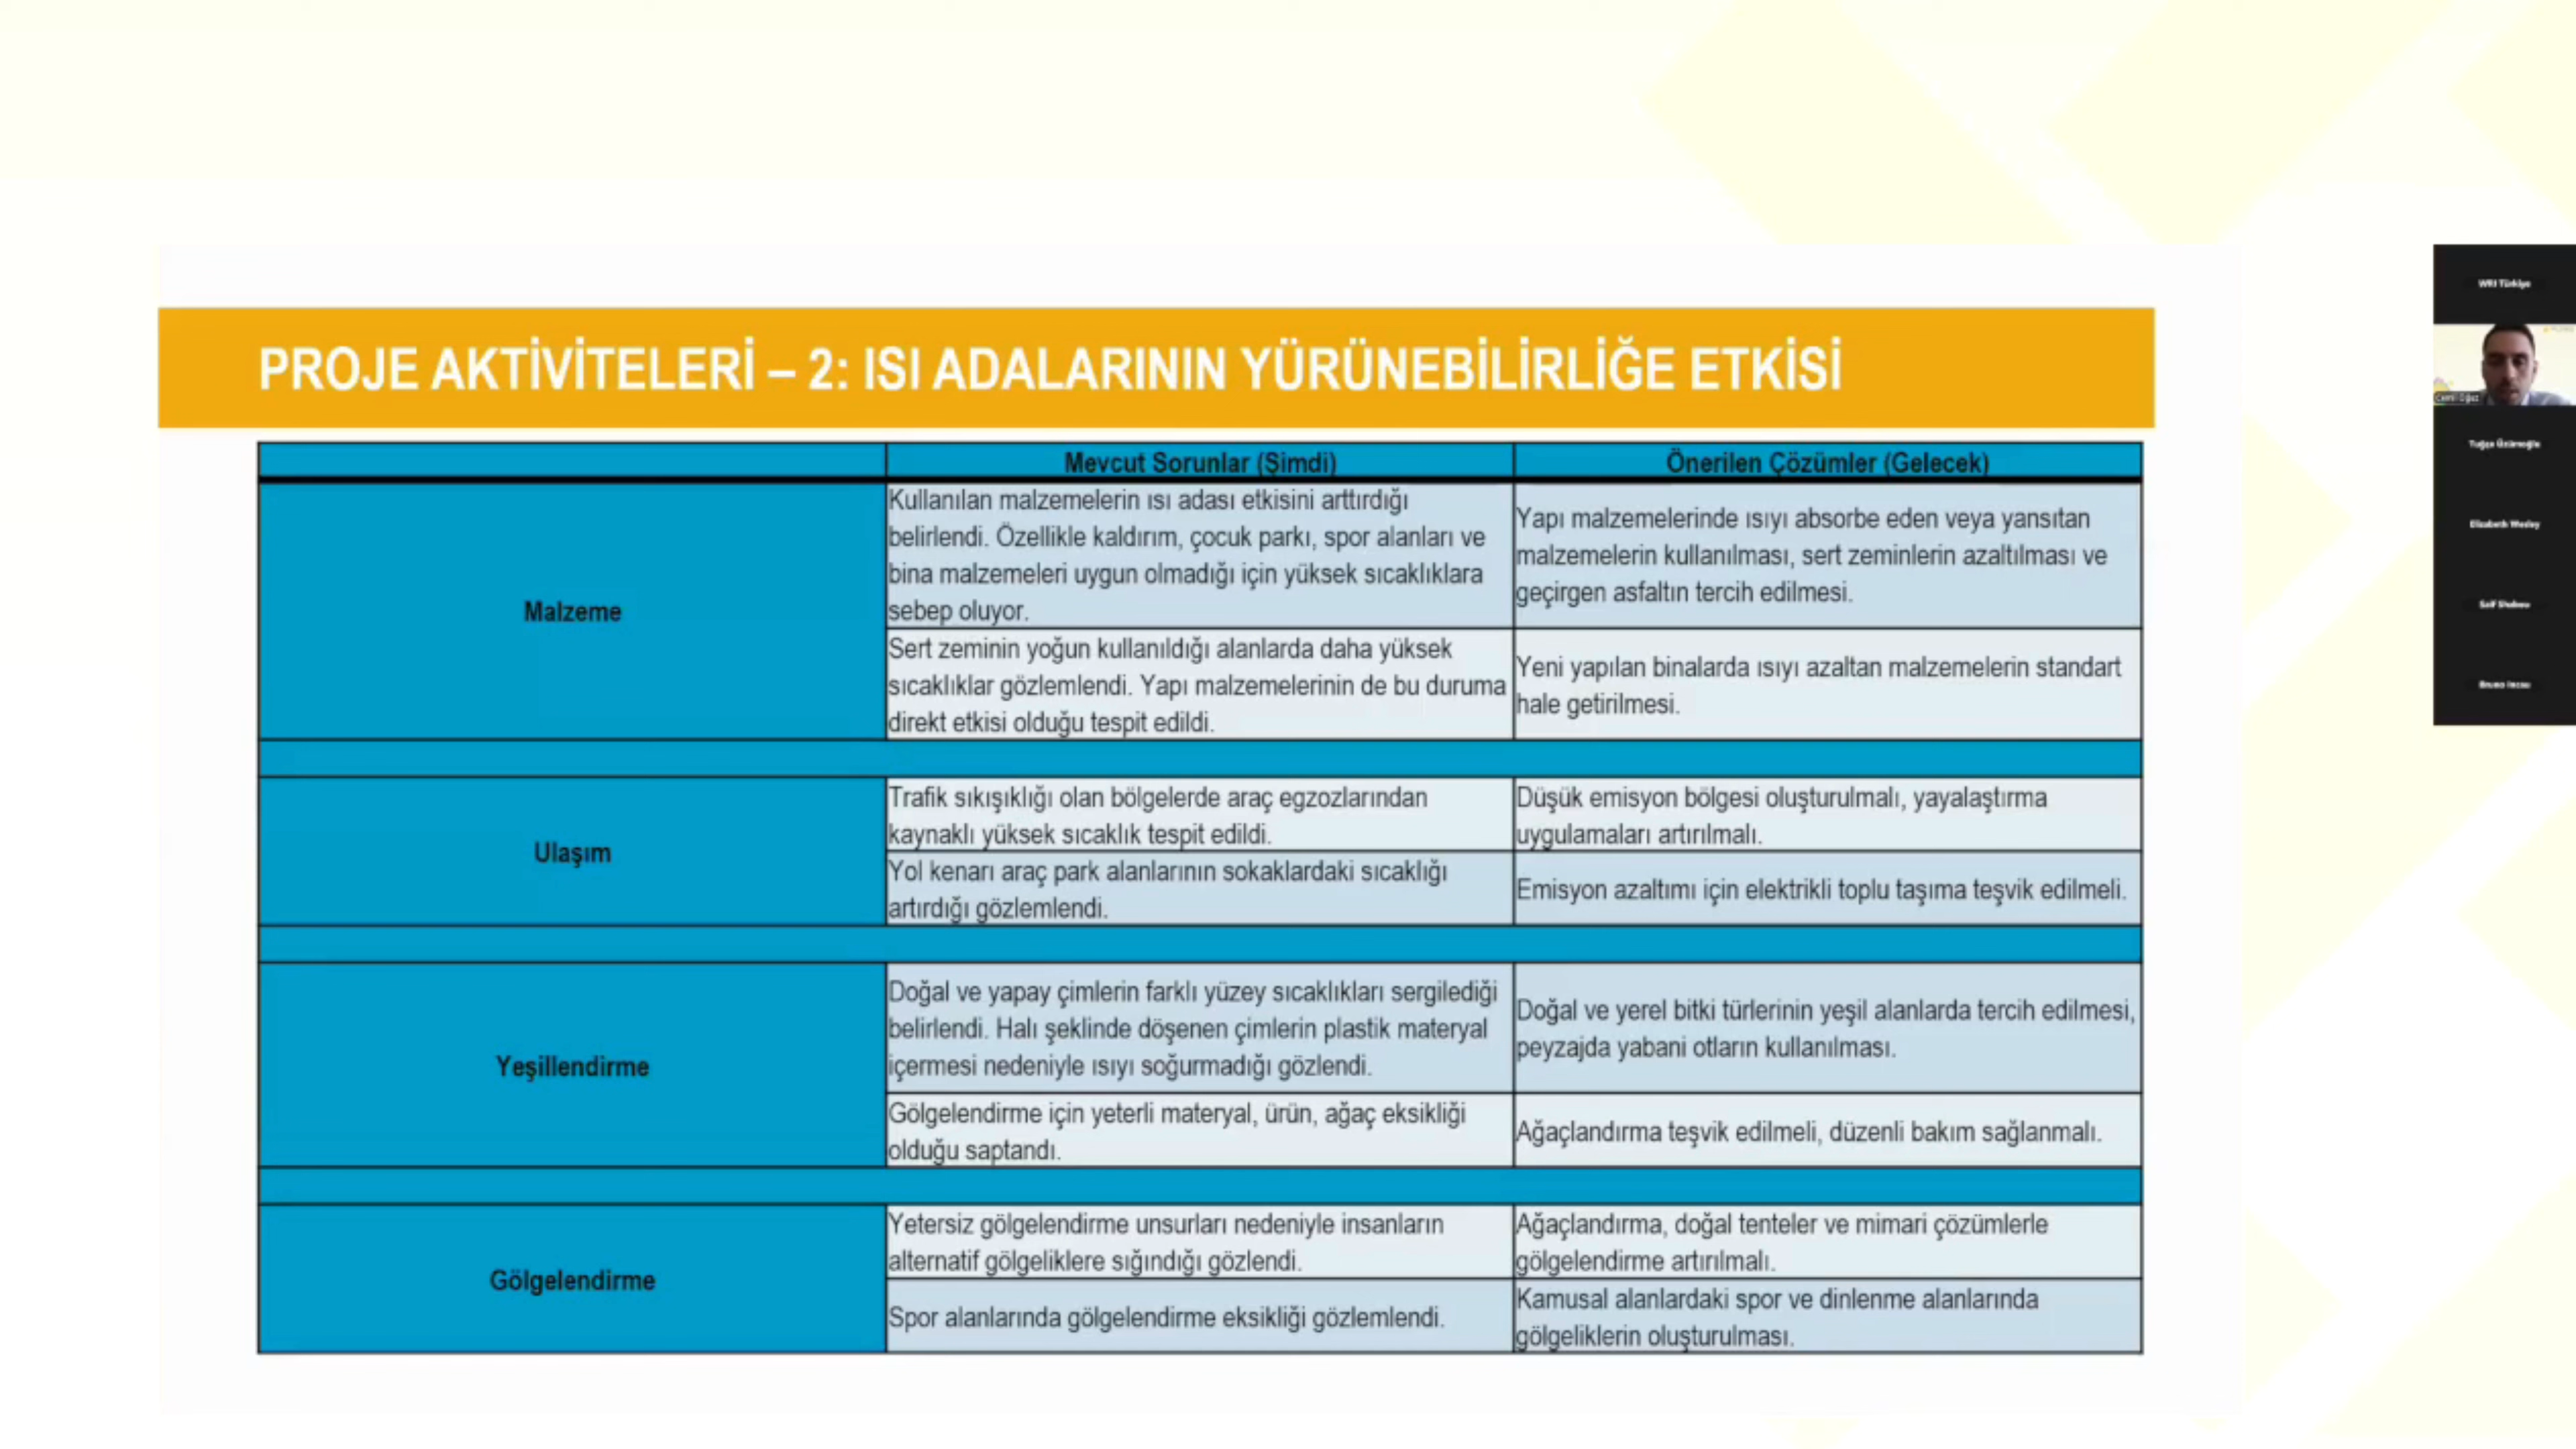 PROJE AKTİVİTELERİ – 2: ISI ADALARININ YÜRÜNEBİLİRLİĞE ETKİSİ
Mevcut Sorunlar (Şimdi)
Önerilen Çözümler (Gelecek)
Malzeme
Kullanılan malzemelerin ısı adası etkisini arttırdığı
belirlendi. Özellikle kaldırım, çocuk parkı, spor alanları ve
bina malzemeleri uygun olmadığı için yüksek sıcaklıklara
sebep oluyor.
Yapı malzemelerinde ısıyı absorbe eden veya yansıtan
malzemelerin kullanılması, sert zeminlerin azaltılması ve
geçirgen asfaltın tercih edilmesi.
Sert zeminin yoğun kullanıldığı alanlarda daha yüksek
sıcaklıklar gözlemlendi. Yapı malzemelerinin de bu duruma
direkt etkisi olduğu tespit edildi.
Yeni yapılan binalarda ısıyı azaltan malzemelerin standart
hale getirilmesi.
Ulaşım
Trafik sıkışıklığı olan bölgelerde araç egzozlarından
kaynaklı yüksek sıcaklık tespit edildi.
Düşük emisyon bölgesi oluşturulmalı, yayalaştırma
uygulamaları artırılmalı.
Yol kenarı araç park alanlarının sokaklardaki sıcaklığı
artırdığı gözlemlendi.
Emisyon azaltımı için elektrikli toplu taşıma teşvik edilmeli.
Yeşillendirme
Doğal ve yapay çimlerin farklı yüzey sıcaklıkları sergilediği
belirlendi. Halı şeklinde döşenen çimlerin plastik materyal
içermesi nedeniyle ısıyı soğurmadığı gözlendi.
Doğal ve yerel bitki türlerinin yeşil alanlarda tercih edilmesi,
peyzajda yabani otların kullanılması.
Gölgelendirme için yeterli materyal, ürün, ağaç eksikliği
olduğu saptandı.
Ağaçlandırma teşvik edilmeli, düzenli bakım sağlanmalı.
Gölgelendirme
Yetersiz gölgelendirme unsurları nedeniyle insanların
alternatif gölgeliklere sığındığı gözlendi.
Ağaçlandırma, doğal tenteler ve mimari çözümlerle
gölgelendirme artırılmalı.
Spor alanlarında gölgelendirme eksikliği gözlemlendi.
Kamusal alanlardaki spor ve dinlenme alanlarında
gölgeliklerin oluşturulması.
WRI Türkiye
Cemil Oğuz
Elizabeth Wesley
Bruno Incau